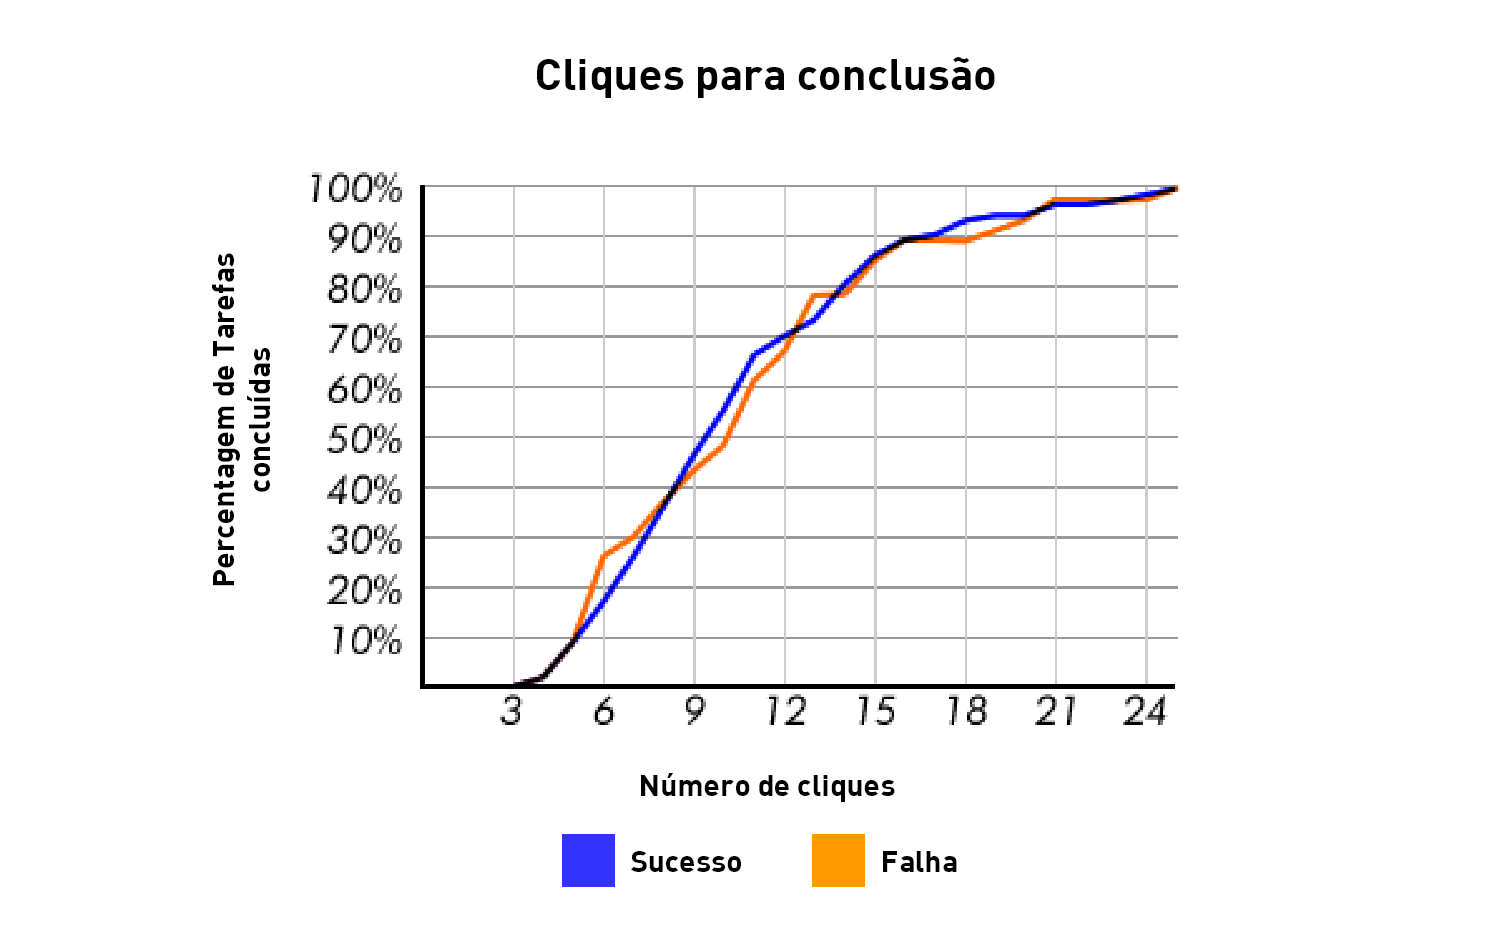 Cliques para conclusão
100%
90%
80%
70%
60%
50%
40%
30%
20%
10%
Percentagem de Tarefas
concluídas
3 6 9 12 15 18 21 24
Número de cliques
Sucesso Falha